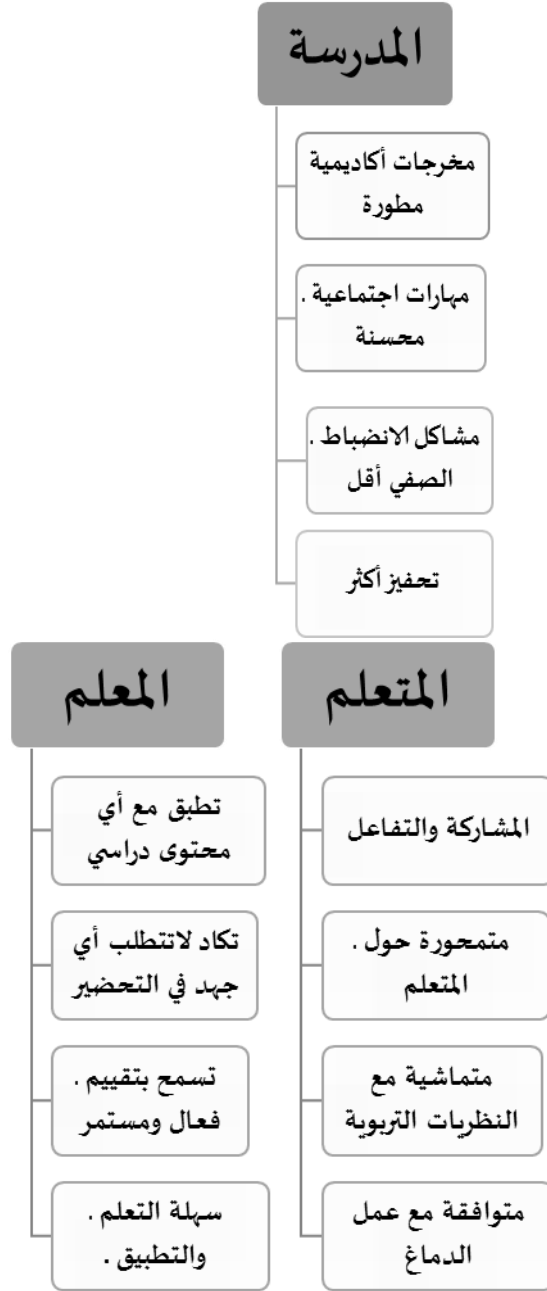 المدرسة
مخرجات أكاديمية
مطورة
مهارات اجتماعية .
محسنة
مشاكل الانضباط .
الصفي أقل
تحفيز أكثر
المتعلم
المشاركة والتفاعل
متمحورة حول .
المتعلم
متماشية مع
النظريات التربوية
متوافقة مع عمل
الدماغ
المعلم
تطبق مع أي
محتوى دراسي
تكاد لاتتطلب أي
جهد في التحضير
تسمح بتقييم .
فعال ومستمر
سهلة التعلم .
والتطبيق .